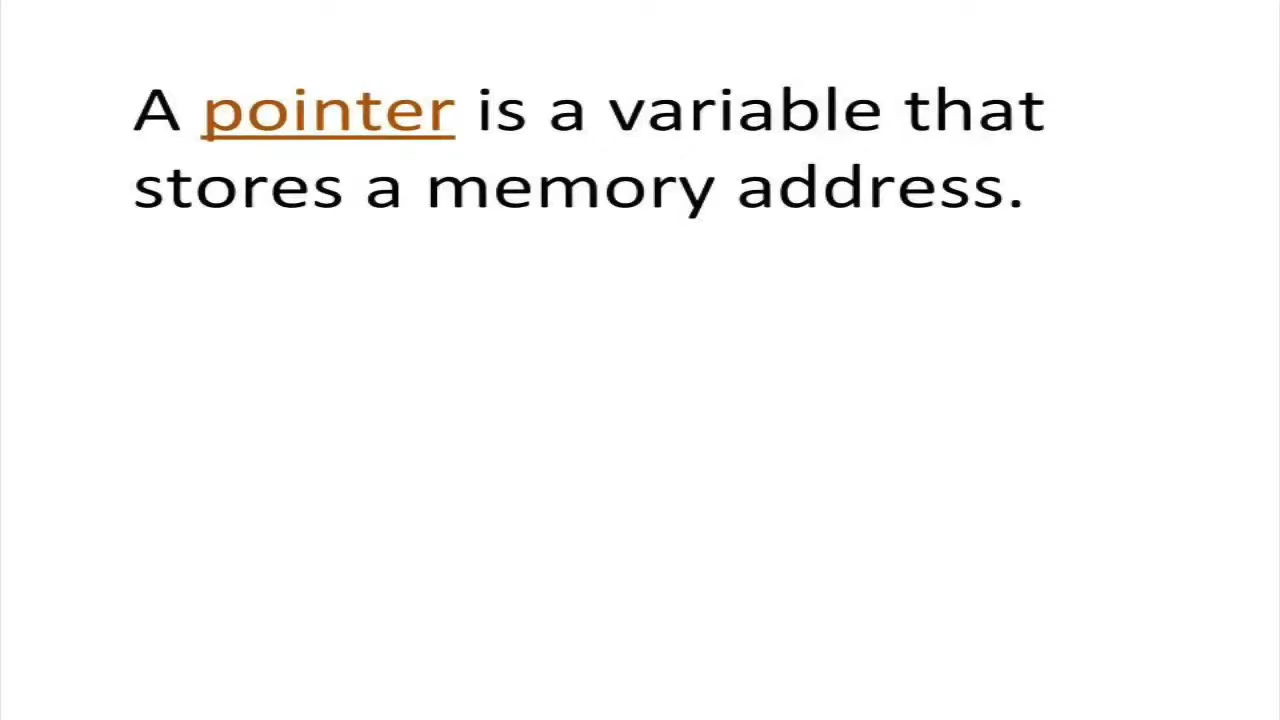 A pointer is a variable that
stores a memory address.